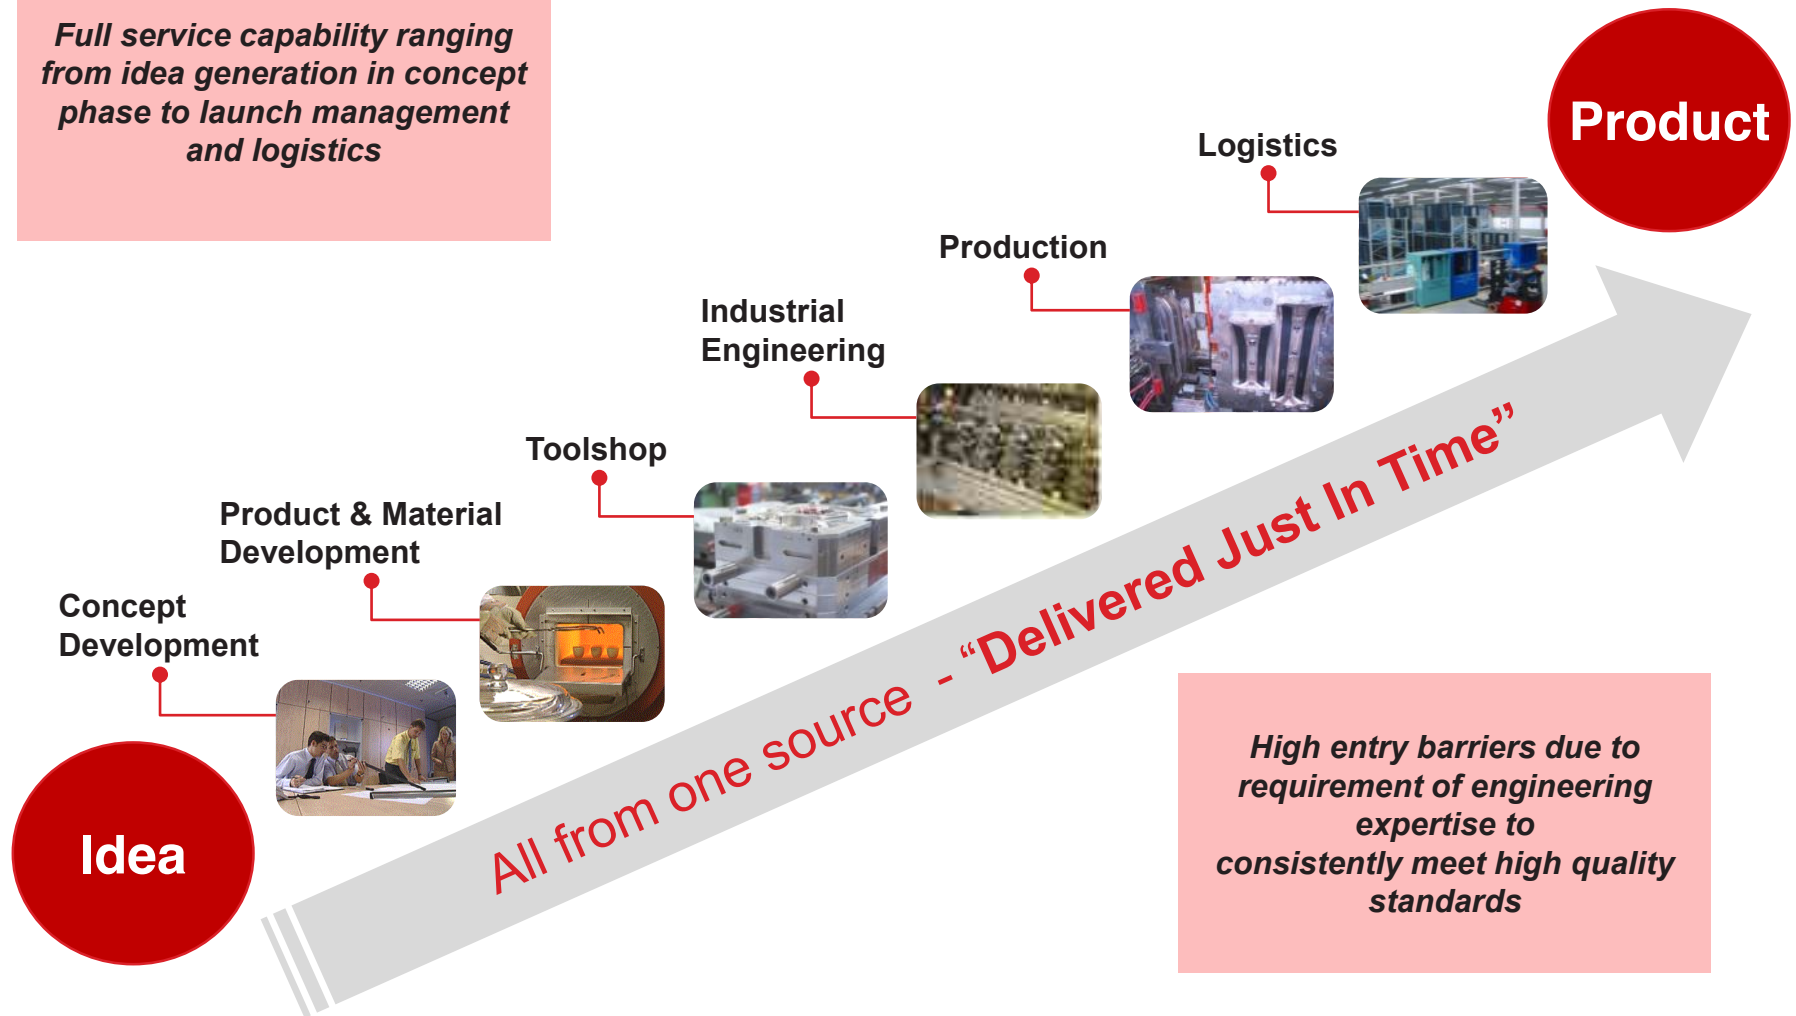 Full service capability ranging
from idea generation in concept
phase to launch management
and logistics
Product
Logistics
Production
Industrial
Engineering
Toolshop
Product & Material
Development
Concept
Development
Idea
All from one source - “Delivered Just In Time”
High entry barriers due to
requirement of engineering
expertise to
consistently meet high quality
standards